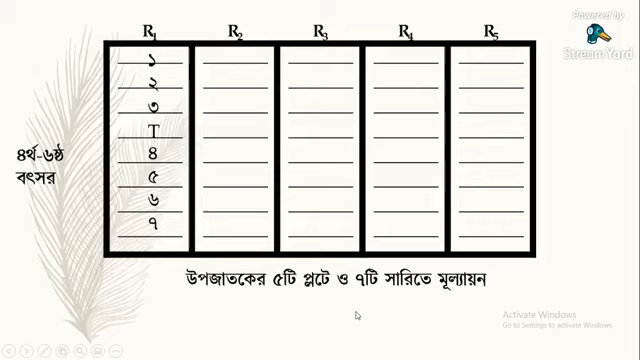 R1 R2 R3 R4 R5
Powered by
StreamYard
১
২
৩
T
৪
৫
৬
৭
৪র্থ-৬ষ্ঠ
বৎসর
উপজাতকের ৫টি প্লটে ও ৭টি সারিতে মূল্যায়ন
Activate Windows
Go to Settings to activate Windows.